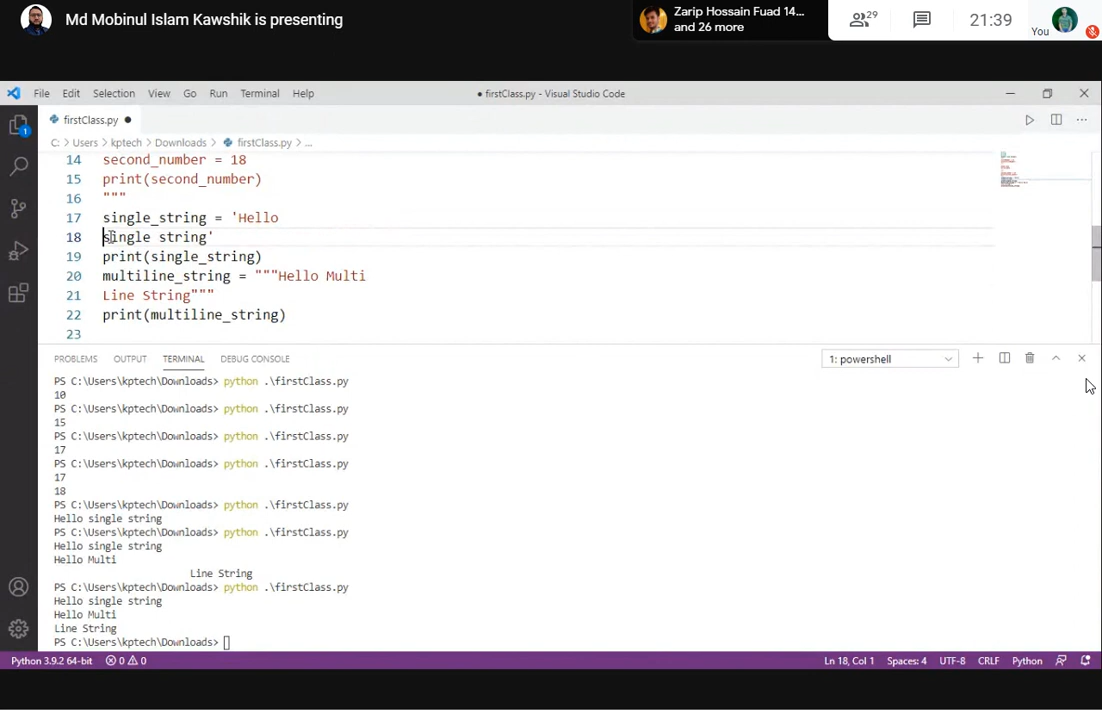 Md Mobinul Islam Kawshik is presenting
Zarip Hossain Fuad 14...
and 26 more
29
21:39
You
File Edit Selection View Go Run Terminal Help
● firstClass.py - Visual Studio Code
firstClass.py ●
C: > Users > kptech > Downloads > firstClass.py > ...
1
14 second_number = 18
15 print(second_number)
16 """
17 single_string = 'Hello
18 single string'
19 print(single_string)
20 multiline_string = """Hello Multi
21 Line String"""
22 print(multiline_string)
23
PROBLEMS OUTPUT TERMINAL DEBUG CONSOLE
1: powershell
PS C:\Users\kptech\Downloads> python .\firstClass.py
10
PS C:\Users\kptech\Downloads> python .\firstClass.py
15
PS C:\Users\kptech\Downloads> python .\firstClass.py
17
PS C:\Users\kptech\Downloads> python .\firstClass.py
17
18
PS C:\Users\kptech\Downloads> python .\firstClass.py
Hello single string
PS C:\Users\kptech\Downloads> python .\firstClass.py
Hello single string
Hello Multi
Line String
PS C:\Users\kptech\Downloads> python .\firstClass.py
Hello single string
Hello Multi
Line String
PS C:\Users\kptech\Downloads>
Python 3.9.2 64-bit 0 0 Ln 18, Col 1 Spaces: 4 UTF-8 CRLF Python